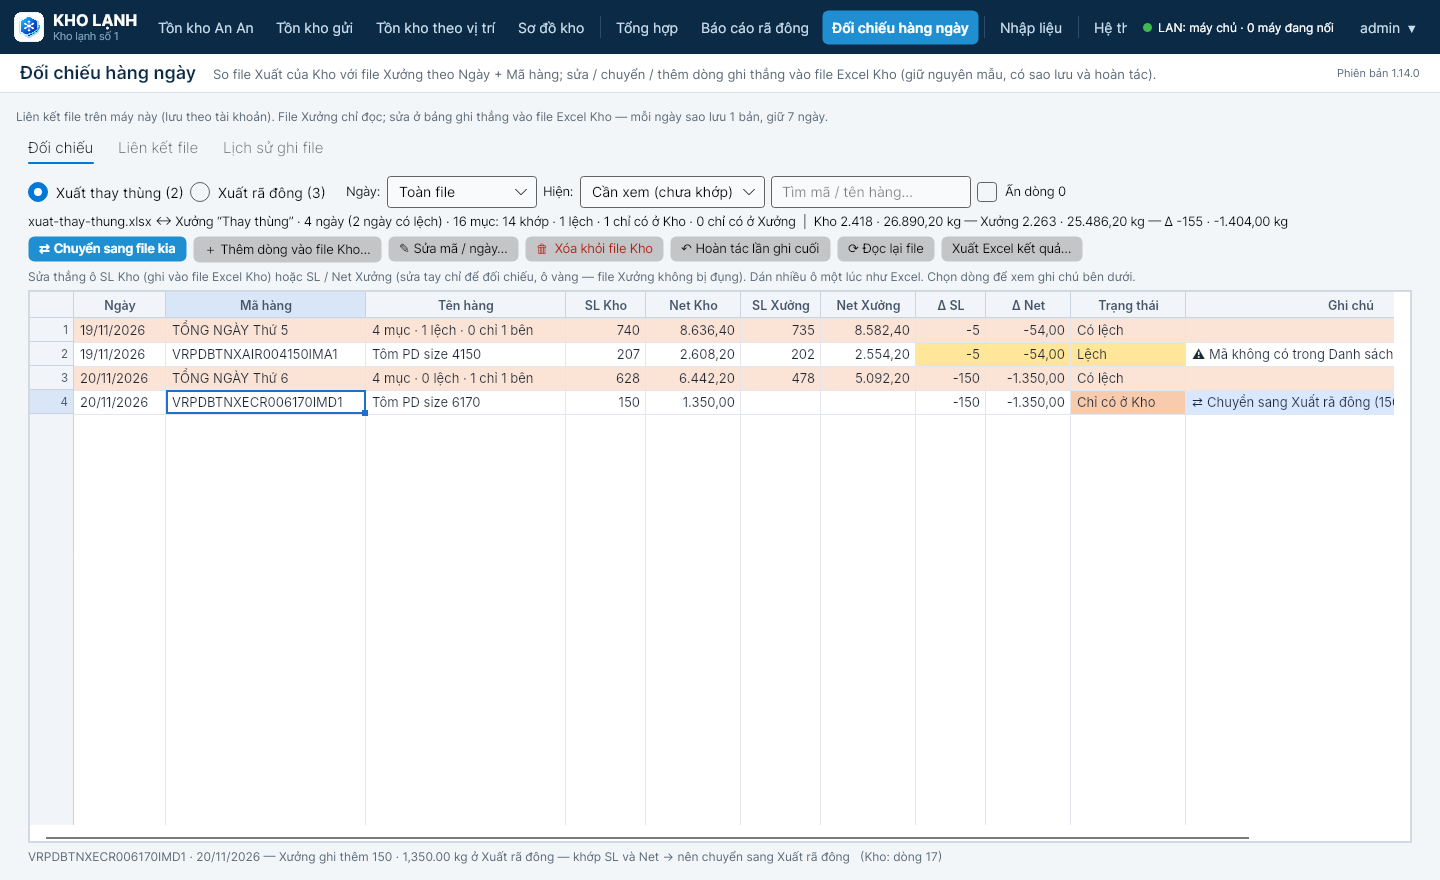 KHO LẠNH
Kho lạnh số 1
Tồn kho An An
Tồn kho gửi
Tồn kho theo vị trí
Sơ đồ kho
Tổng hợp
Báo cáo rã đông
Đối chiếu hàng ngày
Nhập liệu
Hệ th
LAN: máy chủ · 0 máy đang nối
admin ▾
Đối chiếu hàng ngày
So file Xuất của Kho với file Xưởng theo Ngày + Mã hàng; sửa / chuyển / thêm dòng ghi thẳng vào file Excel Kho (giữ nguyên mẫu, có sao lưu và hoàn tác).
Phiên bản 1.14.0
Liên kết file trên máy này (lưu theo tài khoản). File Xưởng chỉ đọc; sửa ở bảng ghi thẳng vào file Excel Kho — mỗi ngày sao lưu 1 bản, giữ 7 ngày.
Đối chiếu
Liên kết file
Lịch sử ghi file
Xuất thay thùng (2)
Xuất rã đông (3)
Ngày:
Toàn file
Hiện:
Cần xem (chưa khớp)
Tìm mã / tên hàng...
Ẩn dòng 0
xuat-thay-thung.xlsx ↔ Xưởng “Thay thùng” · 4 ngày (2 ngày có lệch) · 16 mục: 14 khớp · 1 lệch · 1 chỉ có ở Kho · 0 chỉ có ở Xưởng | Kho 2.418 · 26.890,20 kg — Xưởng 2.263 · 25.486,20 kg — Δ -155 · -1.404,00 kg
⇄ Chuyển sang file kia
+ Thêm dòng vào file Kho...
✎ Sửa mã / ngày...
🗑 Xóa khỏi file Kho
↶ Hoàn tác lần ghi cuối
⟳ Đọc lại file
Xuất Excel kết quả...
Sửa thẳng ô SL Kho (ghi vào file Excel Kho) hoặc SL / Net Xưởng (sửa tay chỉ để đối chiếu, ô vàng — file Xưởng không bị đụng). Dán nhiều ô một lúc như Excel. Chọn dòng để xem ghi chú bên dưới.
Ngày Mã hàng Tên hàng SL Kho Net Kho SL Xưởng Net Xưởng Δ SL Δ Net Trạng thái Ghi chú
1 19/11/2026 TỔNG NGÀY Thứ 5 4 mục · 1 lệch · 0 chỉ 1 bên 740 8.636,40 735 8.582,40 -5 -54,00 Có lệch
2 19/11/2026 VRPDBTNXAIR004150IMA1 Tôm PD size 4150 207 2.608,20 202 2.554,20 -5 -54,00 Lệch ⚠ Mã không có trong Danh sách
3 20/11/2026 TỔNG NGÀY Thứ 6 4 mục · 0 lệch · 1 chỉ 1 bên 628 6.442,20 478 5.092,20 -150 -1.350,00 Có lệch
4 20/11/2026 VRPDBTNXECR006170IMD1 Tôm PD size 6170 150 1.350,00 -150 -1.350,00 Chỉ có ở Kho ⇄ Chuyển sang Xuất rã đông (150
VRPDBTNXECR006170IMD1 · 20/11/2026 — Xưởng ghi thêm 150 · 1,350.00 kg ở Xuất rã đông — khớp SL và Net → nên chuyển sang Xuất rã đông (Kho: dòng 17)